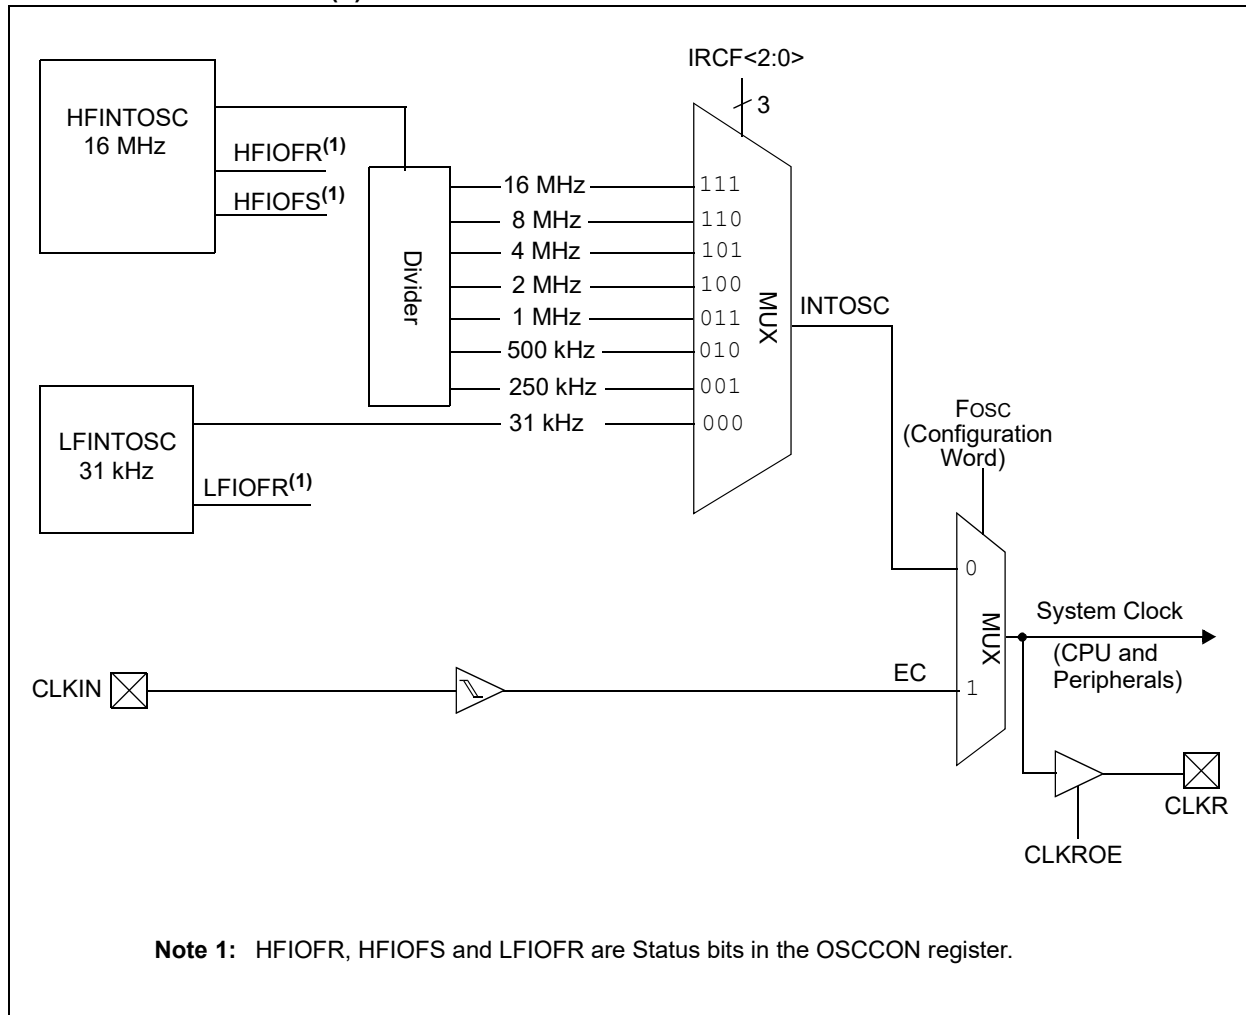 IRCF<2:0>
3
HFINTOSC
16 MHz
HFIOFR(1)
HFIOFS(1)
Divider
16 MHz
111
8 MHz
110
4 MHz
101
2 MHz
100
1 MHz
011
500 kHz
010
250 kHz
001
31 kHz
000
MUX
INTOSC
LFINTOSC
31 kHz
LFIOFR(1)
FOSC
(Configuration
Word)
0
MUX
1
System Clock
(CPU and
Peripherals)
CLKIN
EC
CLKR
CLKROE
Note 1: HFIOFR, HFIOFS and LFIOFR are Status bits in the OSCCON register.